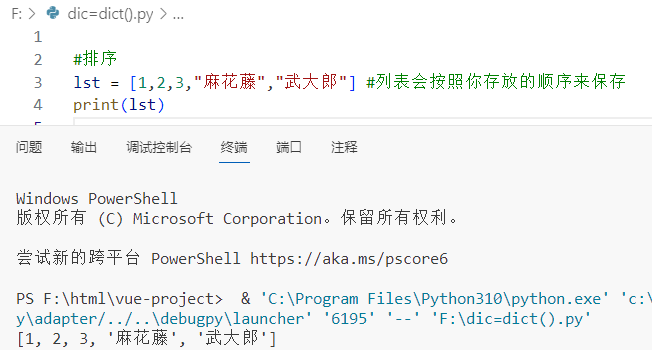 F: > dic=dict().py > ...
1
2 #排序
3 lst = [1,2,3,"麻花藤","武大郎"] #列表会按照你存放的顺序来保存
4 print(lst)
问题 输出 调试控制台 终端 端口 注释
Windows PowerShell
版权所有 (C) Microsoft Corporation。保留所有权利。
尝试新的跨平台 PowerShell https://aka.ms/pscore6
PS F:\html\vue-project>  & 'C:\Program Files\Python310\python.exe' 'c:\
y\adapter/../..\debugpy\launcher' '6195' '--' 'F:\dic=dict().py'
[1, 2, 3, '麻花藤', '武大郎']